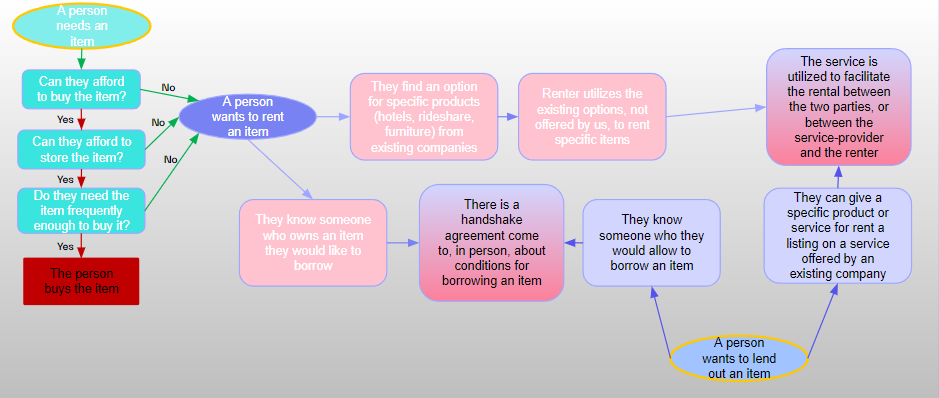 A person
needs an
item
Can they afford
to buy the item?
No
Yes
Can they afford to
store the item?
No
Yes
Do they need the
item frequently
enough to buy it?
No
Yes
The person
buys the item
A person
wants to rent
an item
They find an option
for specific products
(hotels, rideshare,
furniture) from
existing companies
Renter utilizes the
existing options, not
offered by us, to rent
specific items
The service is
utilized to facilitate
the rental between
the two parties, or
between the
service-provider
and the renter
They know someone
who owns an item
they would like to
borrow
There is a
handshake
agreement come
to, in person, about
conditions for
borrowing an item
They know
someone who they
would allow to
borrow an item
They can give a
specific product or
service for rent a
listing on a service
offered by an
existing company
A person
wants to lend
out an item